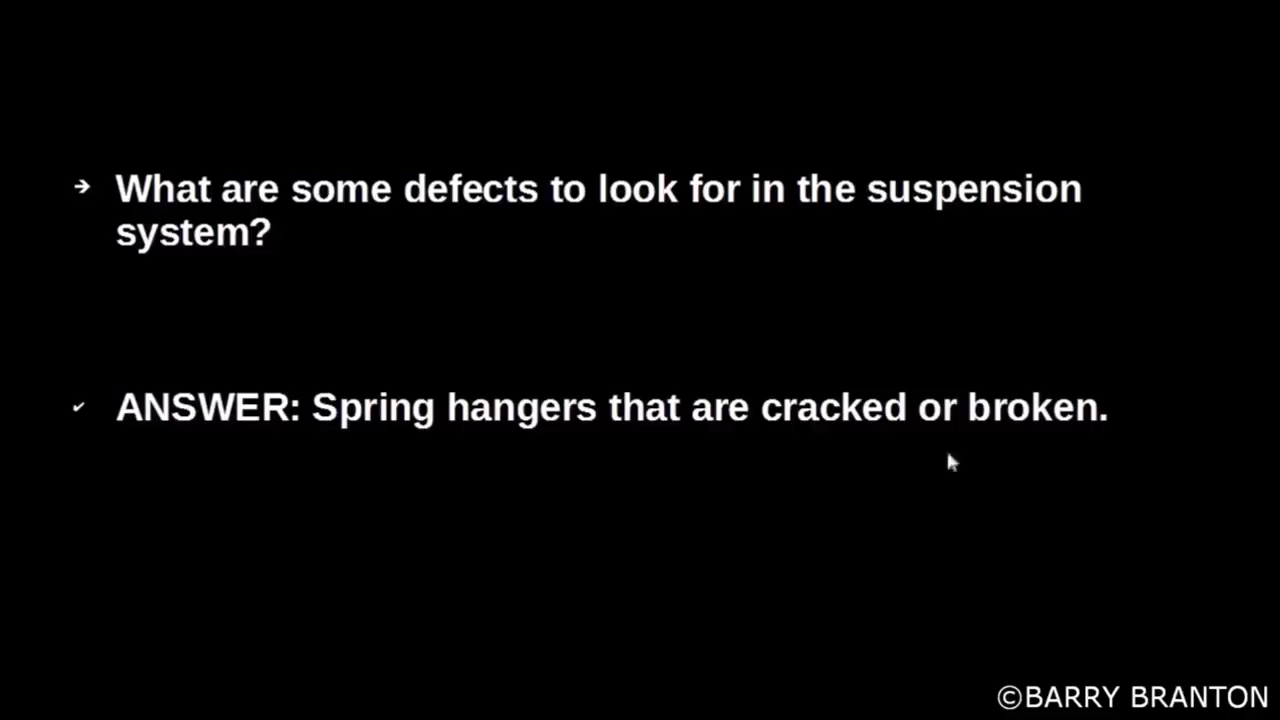 ➔ What are some defects to look for in the suspension
system?
✔ ANSWER: Spring hangers that are cracked or broken.
©BARRY BRANTON